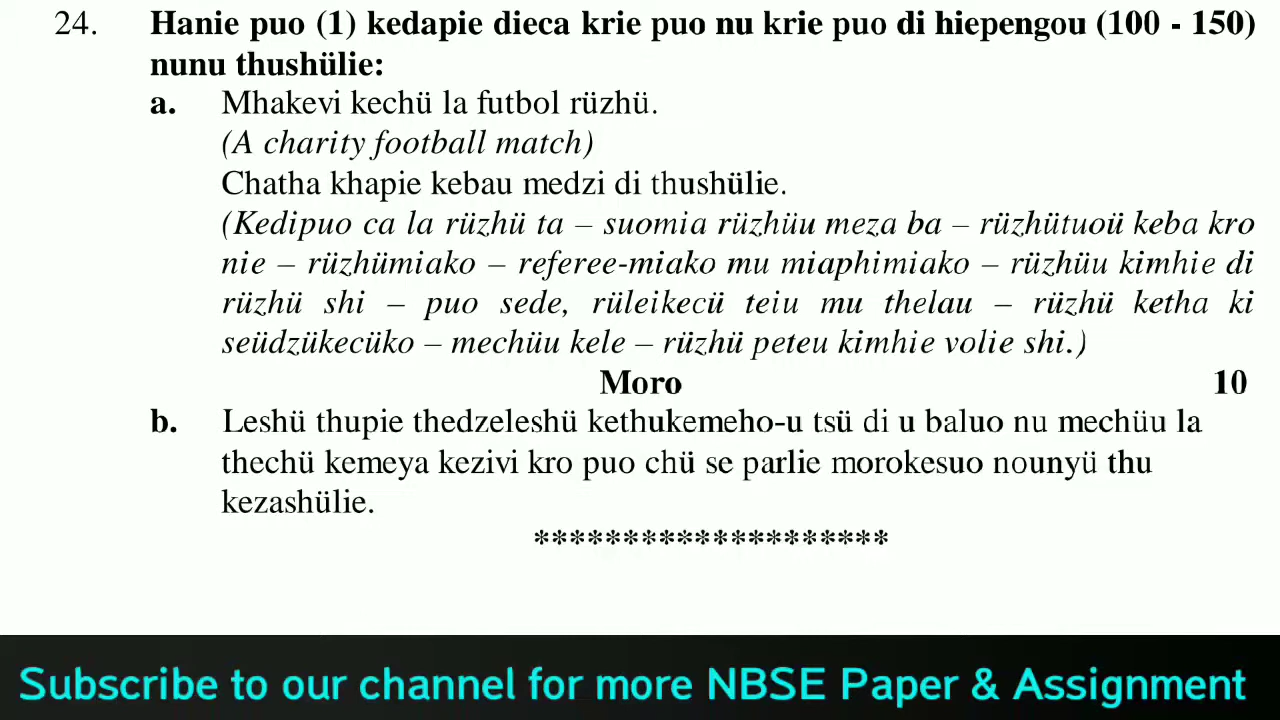 24. Hanie puo (1) kedapie dieca krie puo nu krie puo di hiepengou (100 - 150)
nunu thushülie:
a. Mhakevi kechü la futbol rüzhü.
(A charity football match)
Chatha khapie kebau medzi di thushülie.
(Kedipuo ca la rüzhü ta – suomia rüzhüu meza ba – rüzhütuoü keba kro
nie – rüzhümiako – referee-miako mu miaphimiako – rüzhüu kimhie di
rüzhü shi – puo sede, rüleikecü teiu mu thelau – rüzhü ketha ki
seüdzükecüko – mechüu kele – rüzhü peteu kimhie volie shi.)
Moro 10
b. Leshü thupie thedzeleshü kethukemeho-u tsü di u baluo nu mechüu la
thechü kemeya kezivi kro puo chü se parlie morokesuo nounyü thu
kezashülie.
********************
Subscribe to our channel for more NBSE Paper & Assignment